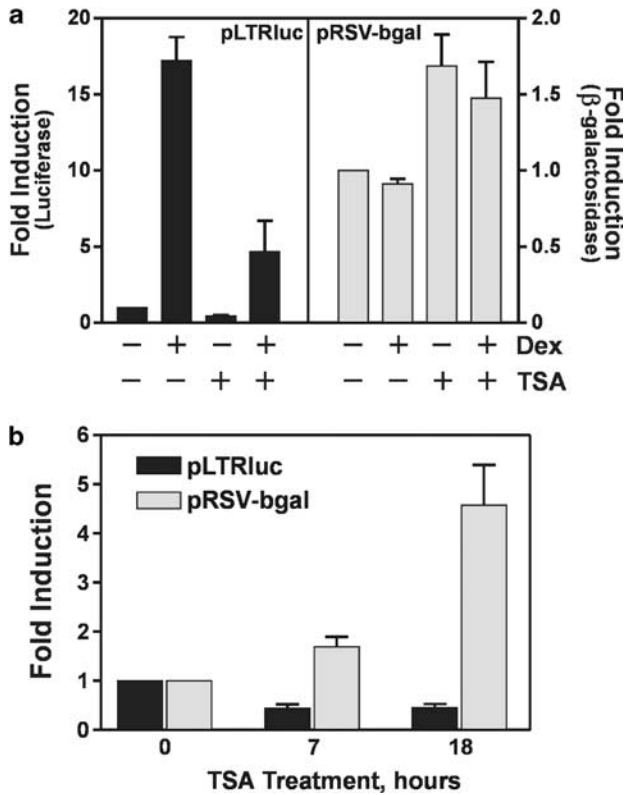 a
pLTRluc
pRSV-bgal
Fold Induction
(Luciferase)
20
15
10
5
0
2.0
1.5
1.0
0.5
0
Fold Induction
(β-galactosidase)
− + − + − + − + Dex
− − + + − − + + TSA
b
pLTRluc
pRSV-bgal
Fold Induction
6
5
4
3
2
1
0
0 7 18
TSA Treatment, hours